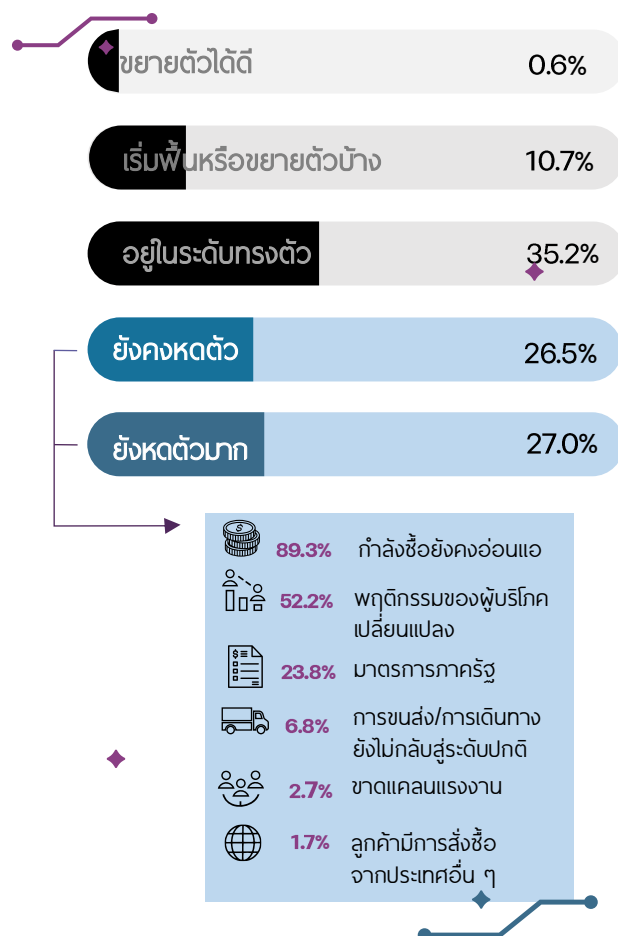 ขยายตัวได้ดี 0.6%
เริ่มฟื้นหรือขยายตัวบ้าง 10.7%
อยู่ในระดับทรงตัว 35.2%
ยังคงหดตัว 26.5%
ยังหดตัวมาก 27.0%
89.3% กำลังซื้อยังคงอ่อนแอ
52.2% พฤติกรรมของผู้บริโภค
เปลี่ยนแปลง
23.8% มาตรการภาครัฐ
6.8% การขนส่ง/การเดินทาง
ยังไม่กลับสู่ระดับปกติ
2.7% ขาดแคลนแรงงาน
1.7% ลูกค้ามีการสั่งซื้อ
จากประเทศอื่น ๆ